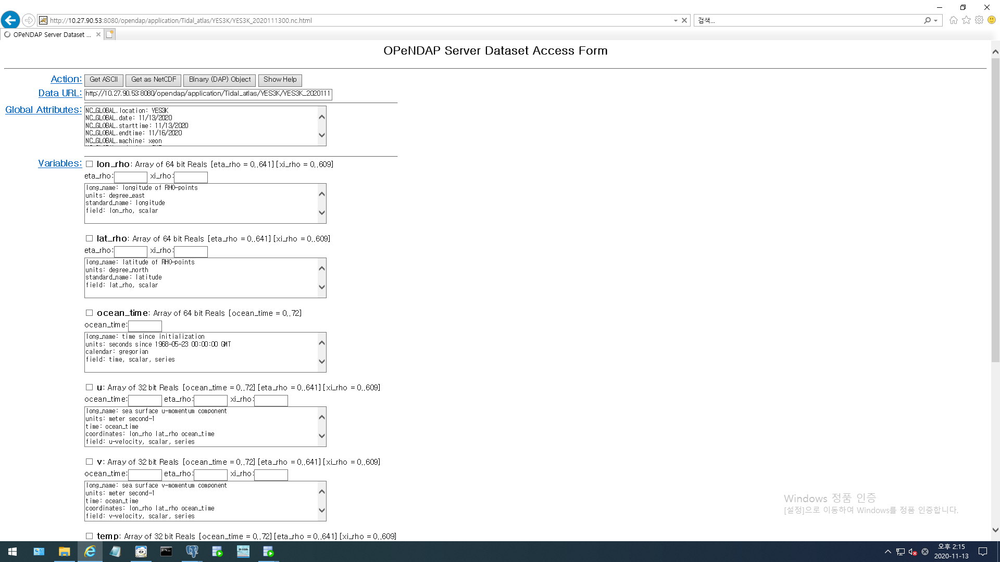 http://10.27.90.53:8080/opendap/application/Tidal_atlas/YES3K/YES3K_2020111300.nc.html
검색...
OPeNDAP Server Dataset ...
OPeNDAP Server Dataset Access Form
Action: Get ASCII Get as NetCDF Binary (DAP) Object Show Help
Data URL: http://10.27.90.53:8080/opendap/application/Tidal_atlas/YES3K/YES3K_2020111
Global Attributes: NC_GLOBAL.location: YES3K
NC_GLOBAL.date: 11/13/2020
NC_GLOBAL.starttime: 11/13/2020
NC_GLOBAL.endtime: 11/16/2020
NC_GLOBAL.machine: xeon
Variables: lon_rho: Array of 64 bit Reals [eta_rho = 0..641] [xi_rho = 0..609]
eta_rho: xi_rho:
long_name: longitude of RHO-points
units: degree_east
standard_name: longitude
field: lon_rho, scalar
lat_rho: Array of 64 bit Reals [eta_rho = 0..641] [xi_rho = 0..609]
eta_rho: xi_rho:
long_name: latitude of RHO-points
units: degree_north
standard_name: latitude
field: lat_rho, scalar
ocean_time: Array of 64 bit Reals [ocean_time = 0..72]
ocean_time:
long_name: time since initialization
units: seconds since 1968-05-23 00:00:00 GMT
calendar: gregorian
field: time, scalar, series
u: Array of 32 bit Reals [ocean_time = 0..72] [eta_rho = 0..641] [xi_rho = 0..609]
ocean_time: eta_rho: xi_rho:
long_name: sea surface u-momentum component
units: meter second-1
time: ocean_time
coordinates: lon_rho lat_rho ocean_time
field: u-velocity, scalar, series
v: Array of 32 bit Reals [ocean_time = 0..72] [eta_rho = 0..641] [xi_rho = 0..609]
ocean_time: eta_rho: xi_rho:
long_name: sea surface v-momentum component
units: meter second-1
time: ocean_time
coordinates: lon_rho lat_rho ocean_time
field: v-velocity, scalar, series
temp: Array of 32 bit Reals [ocean_time = 0..72] [eta_rho = 0..641] [xi_rho = 0..609]
Windows 정품 인증
[설정]으로 이동하여 Windows를 정품 인증합니다.
S-100
오후 2:15
2020-11-13